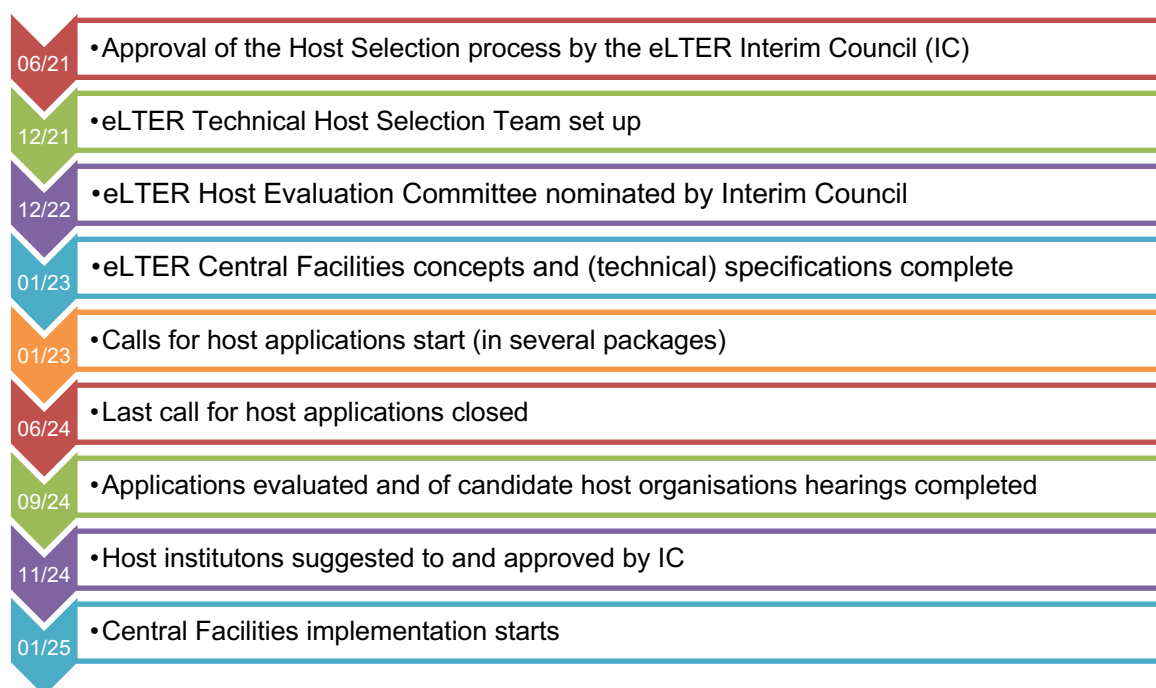 06/21
•Approval of the Host Selection process by the eLTER Interim Council (IC)
12/21
•eLTER Technical Host Selection Team set up
12/22
•eLTER Host Evaluation Committee nominated by Interim Council
01/23
•eLTER Central Facilities concepts and (technical) specifications complete
01/23
•Calls for host applications start (in several packages)
06/24
•Last call for host applications closed
09/24
•Applications evaluated and of candidate host organisations hearings completed
11/24
•Host institutons suggested to and approved by IC
01/25
•Central Facilities implementation starts